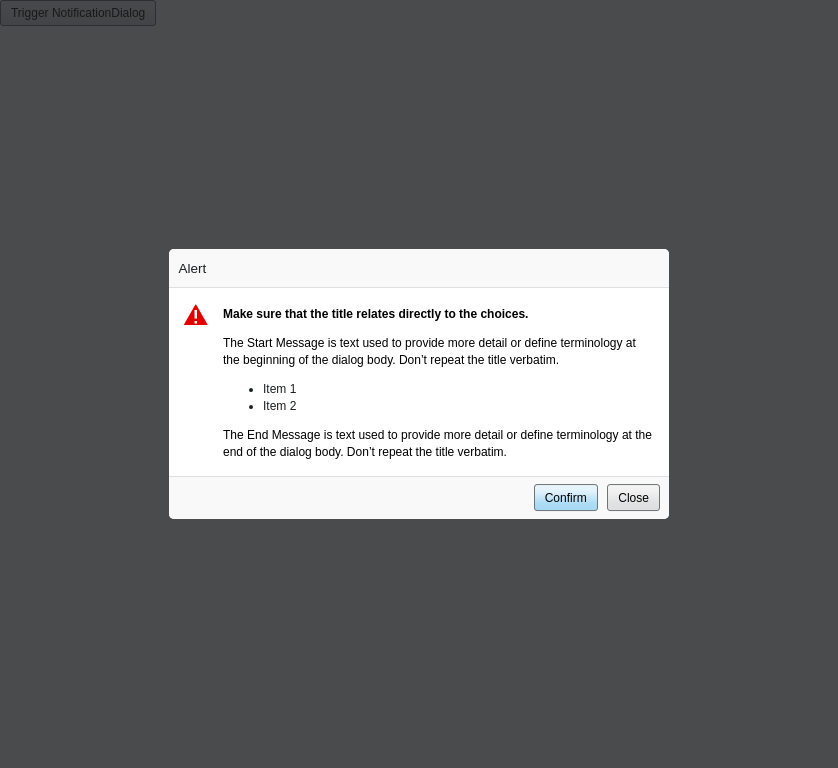 Trigger NotificationDialog
Alert
Make sure that the title relates directly to the choices.
The Start Message is text used to provide more detail or define terminology at
the beginning of the dialog body. Don’t repeat the title verbatim.
Item 1
Item 2
The End Message is text used to provide more detail or define terminology at the
end of the dialog body. Don’t repeat the title verbatim.
Confirm
Close